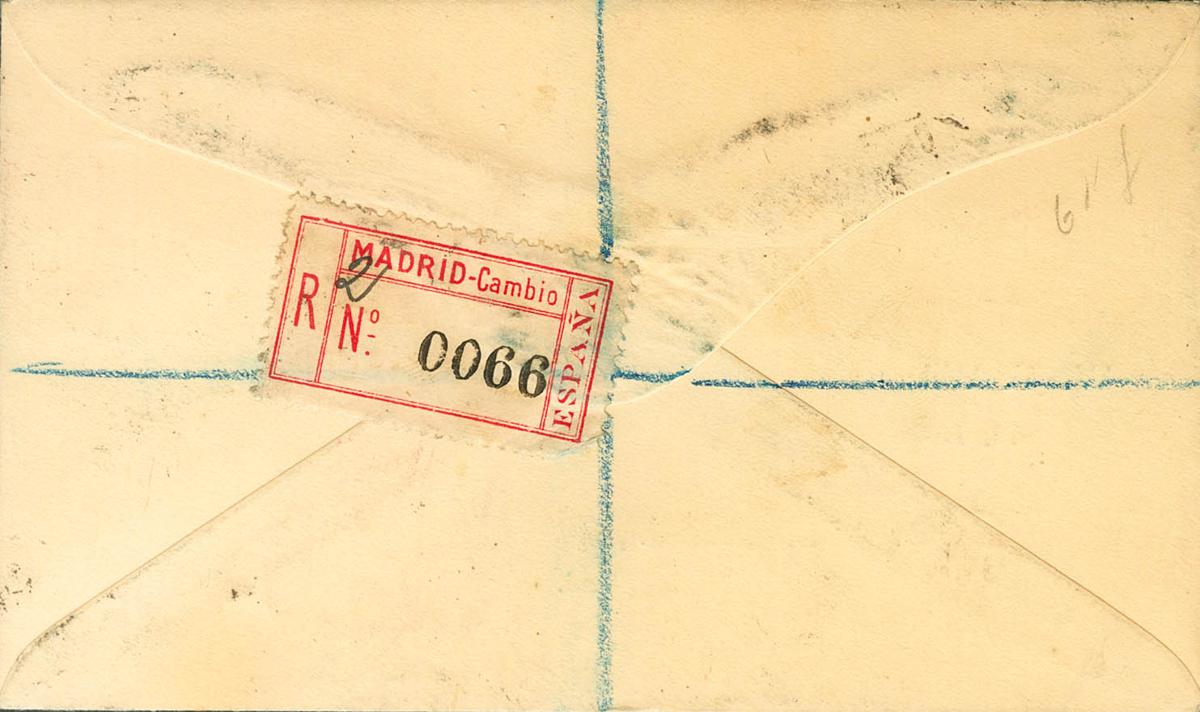 MADRID-Cambio
2
R
Nº
0066
ESPAÑA